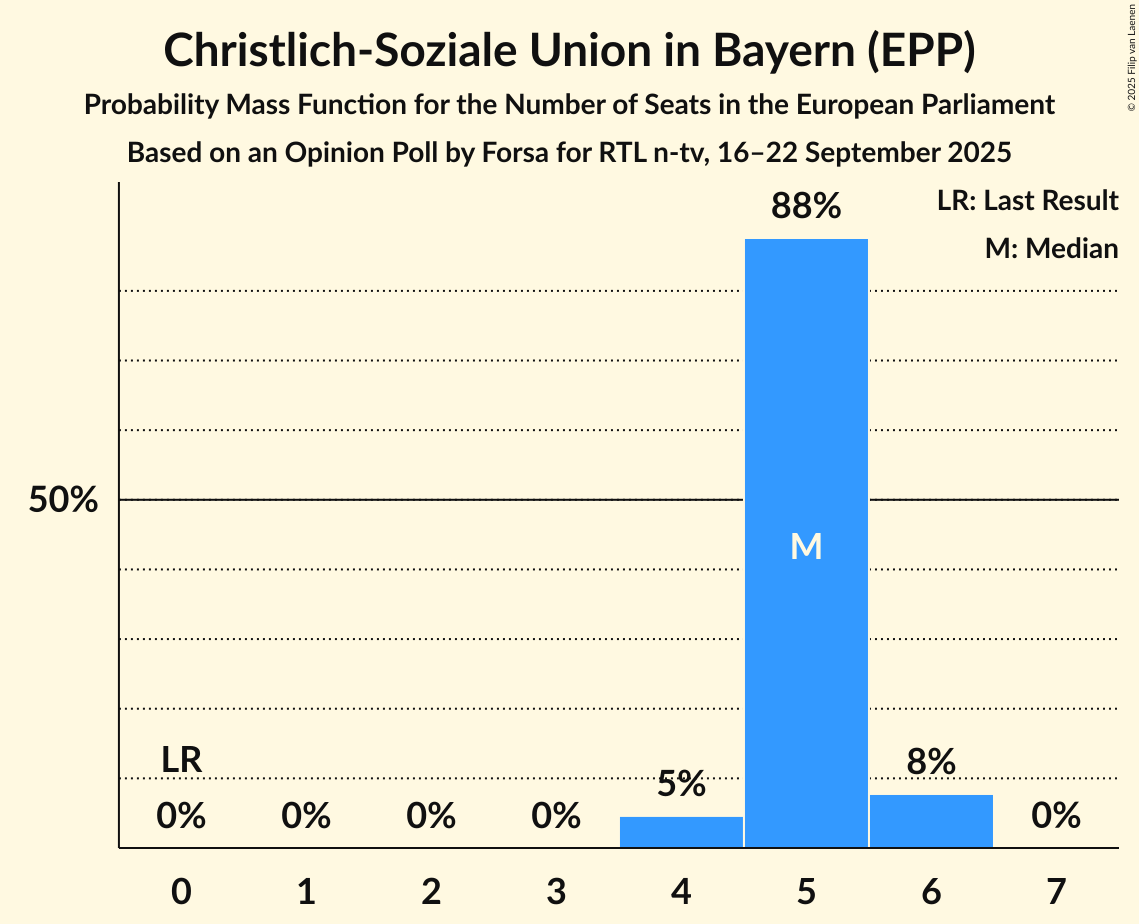 Christlich-Soziale Union in Bayern (EPP)
Probability Mass Function for the Number of Seats in the European Parliament
Based on an Opinion Poll by Forsa for RTL n-tv, 16–22 September 2025
© 2025 Filip van Laenen
LR: Last Result
M: Median
88%
50%
M
LR
0%
0%
0%
0%
5%
8%
0%
0 1 2 3 4 5 6 7